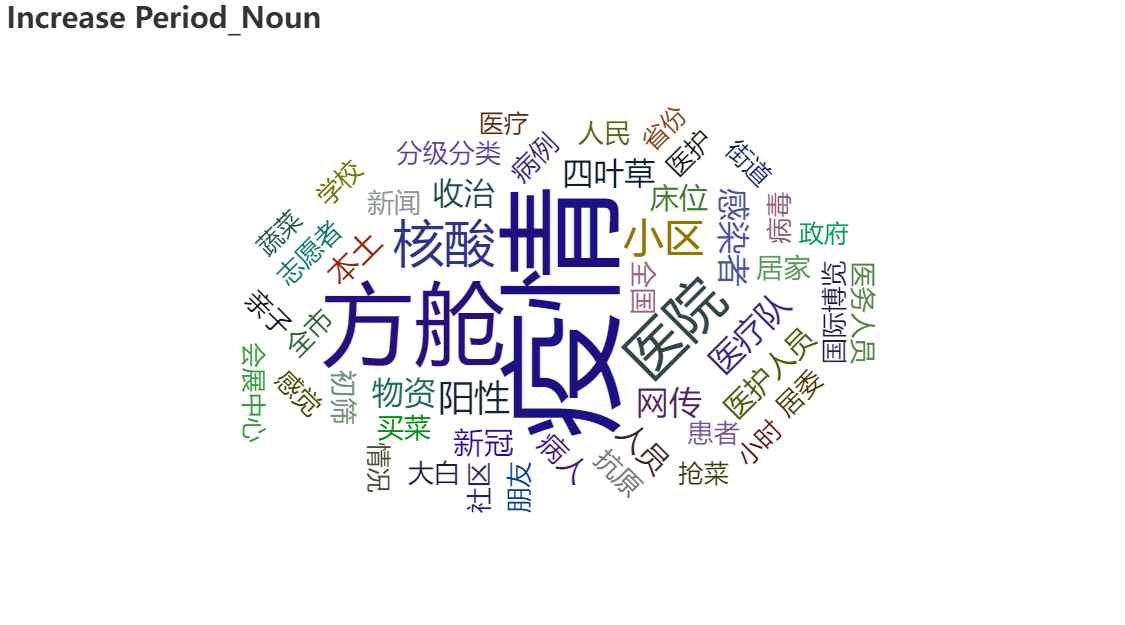 Increase Period_Noun
医疗
人民
省份
分级分类
病例
医护
街道
学校
新闻
收治
四叶草
床位
感染者
病毒
蔬菜
志愿者
本土
核酸
疫情
小区
政府
亲子
全市
方舱
全国
医院
居家
医疗队
国际博览
医务人员
会展中心
感觉
初筛
物资
阳性
网传
医护人员
居委
买菜
新冠
病人
人员
患者
小时
情况
大白
社区
朋友
抗原
抢菜